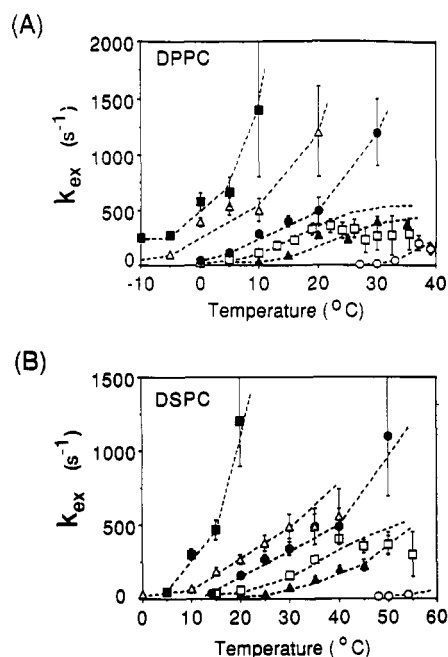 (A)
DPPC
2000
1500
1000
500
0
k_ex (s⁻¹)
-10 0 10 20 30 40
Temperature (°C)
(B)
DSPC
1500
1000
500
0
k_ex (s⁻¹)
0 10 20 30 40 50 60
Temperature (°C)